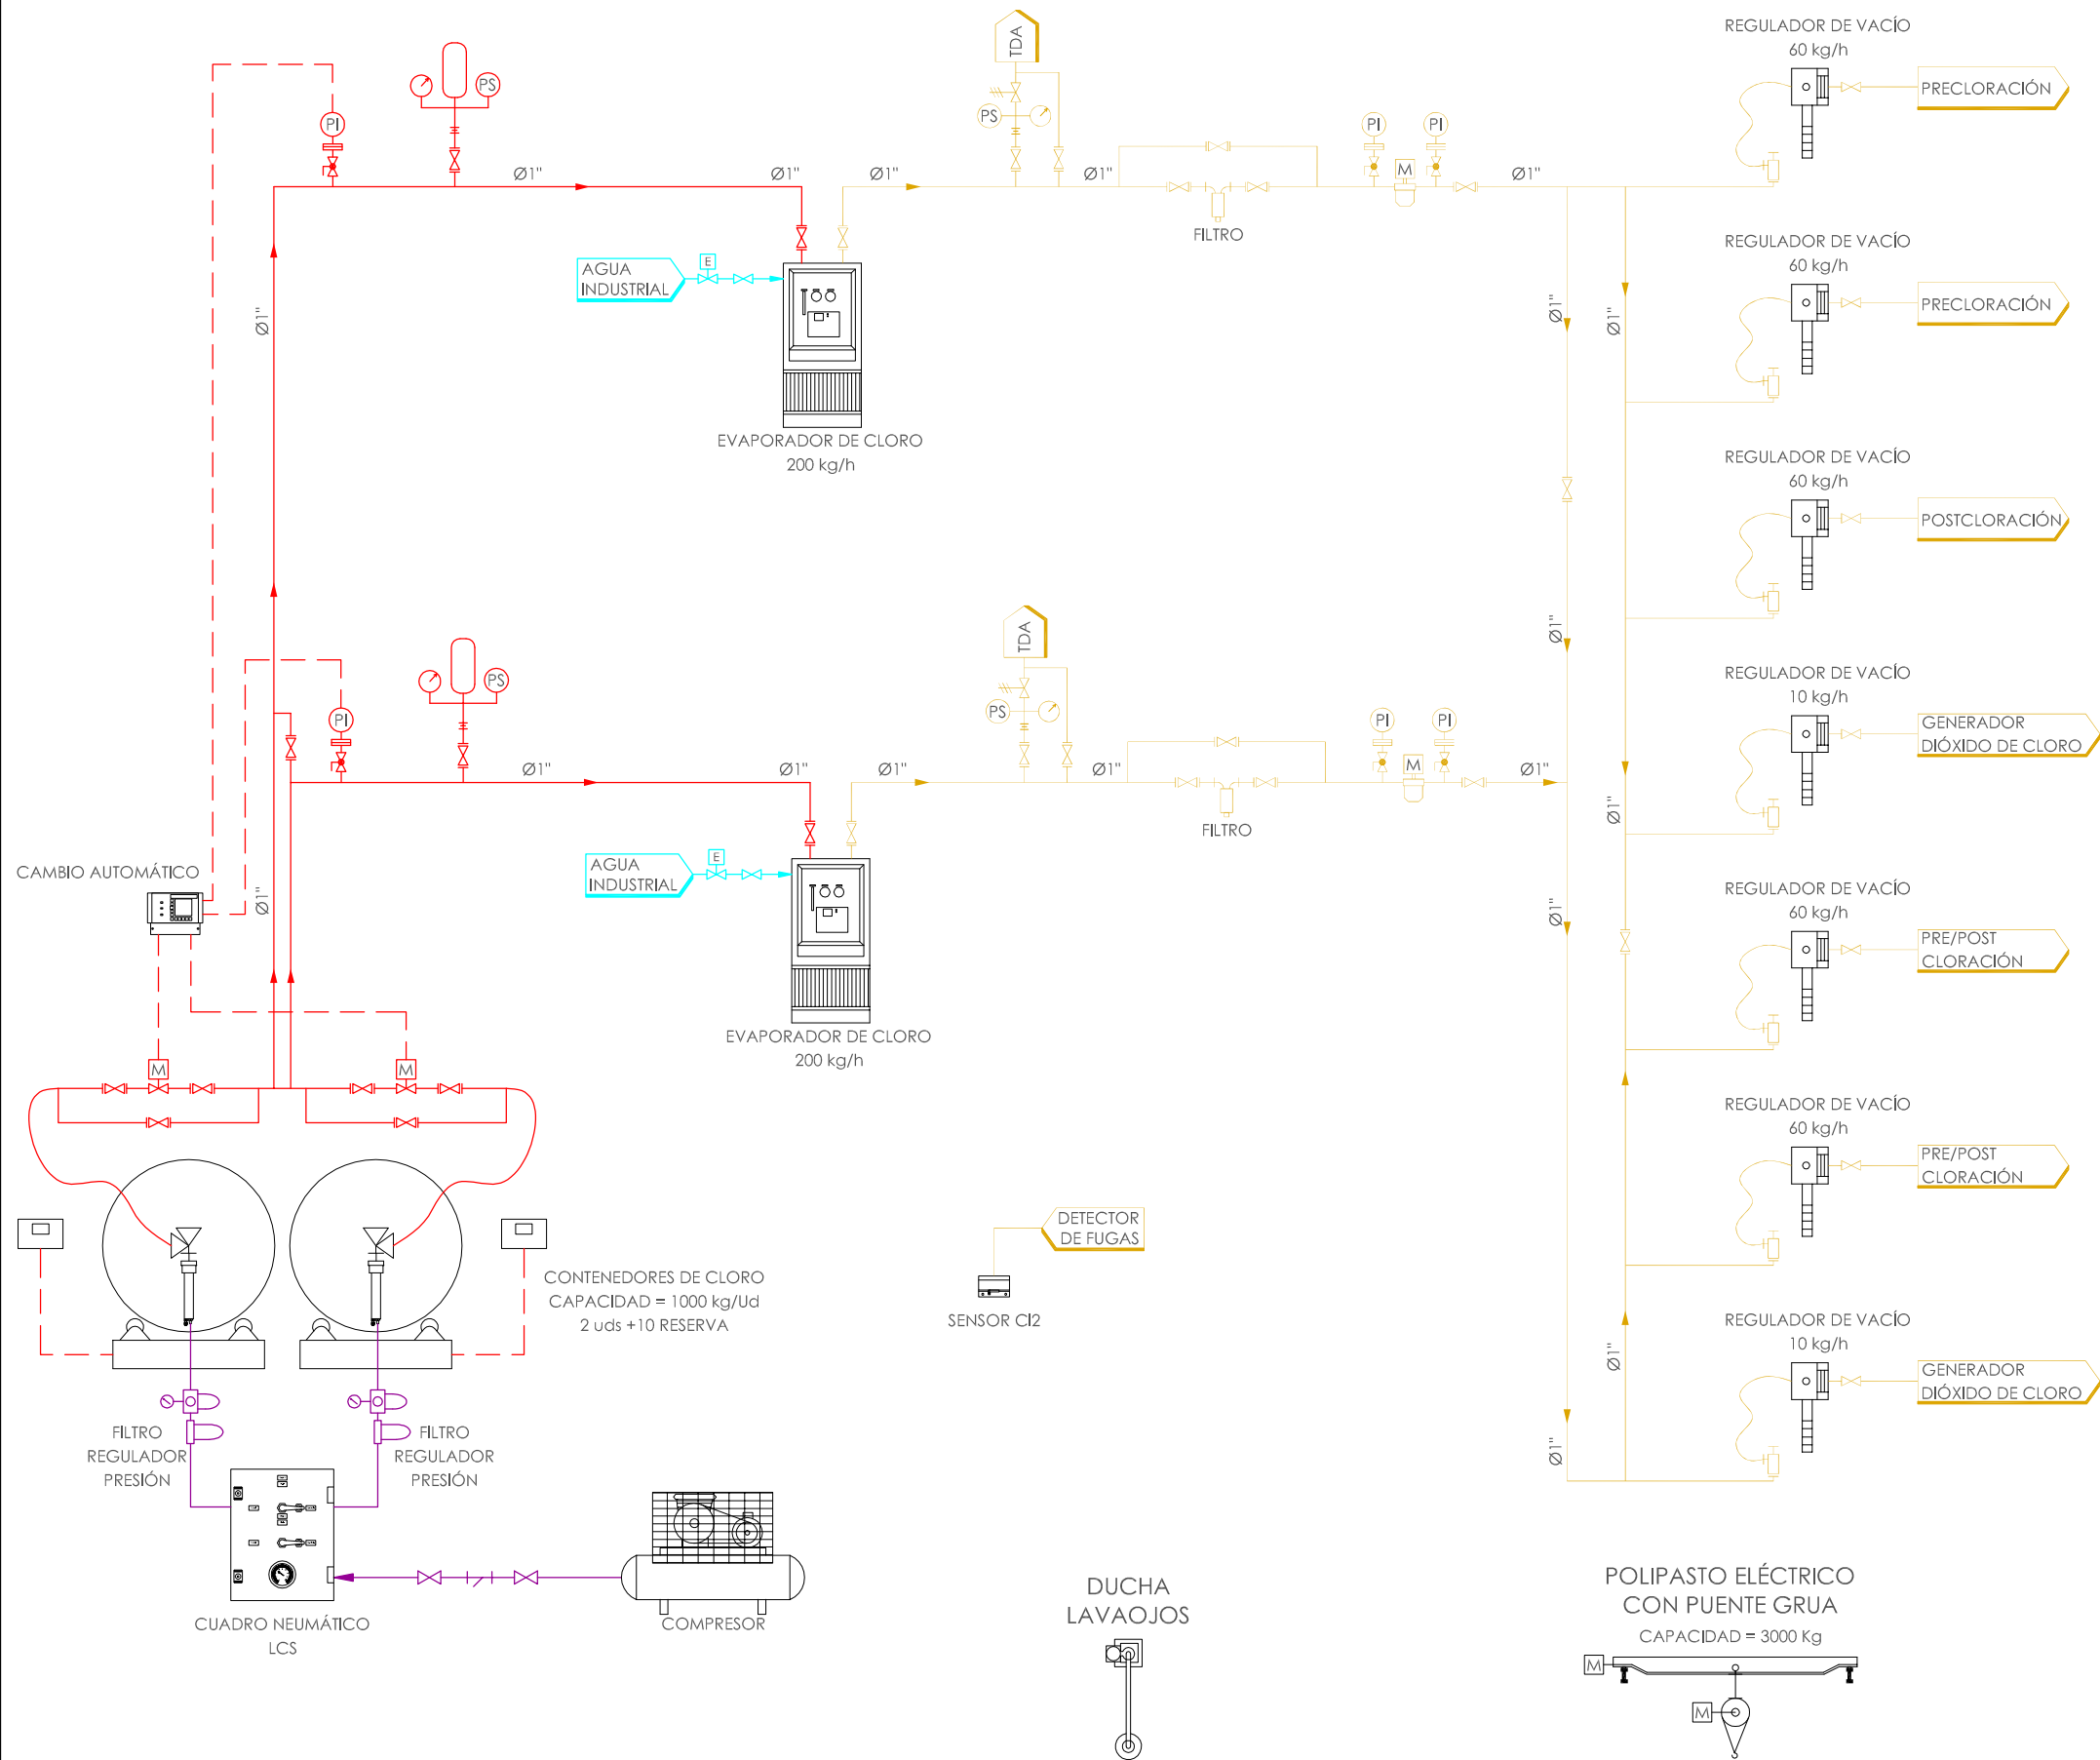 REGULADOR DE VACÍO
60 kg/h
PRECLORACIÓN
TDA
PS
PS
PI
PI
PI
M
Ø1"
Ø1"
Ø1"
Ø1"
Ø1"
FILTRO
REGULADOR DE VACÍO
60 kg/h
PRECLORACIÓN
AGUA
INDUSTRIAL
E
Ø1"
Ø1"
Ø1"
EVAPORADOR DE CLORO
200 kg/h
REGULADOR DE VACÍO
60 kg/h
POSTCLORACIÓN
TDA
Ø1"
REGULADOR DE VACÍO
10 kg/h
GENERADOR
DIÓXIDO DE CLORO
PS
PS
PI
PI
PI
M
Ø1"
Ø1"
Ø1"
Ø1"
Ø1"
Ø1"
FILTRO
AGUA
INDUSTRIAL
E
CAMBIO AUTOMÁTICO
Ø1"
Ø1"
REGULADOR DE VACÍO
60 kg/h
PRE/POST
CLORACIÓN
EVAPORADOR DE CLORO
200 kg/h
M
M
REGULADOR DE VACÍO
60 kg/h
PRE/POST
CLORACIÓN
DETECTOR
DE FUGAS
SENSOR Cl2
CONTENEDORES DE CLORO
CAPACIDAD = 1000 kg/Ud
2 uds +10 RESERVA
REGULADOR DE VACÍO
10 kg/h
GENERADOR
DIÓXIDO DE CLORO
Ø1"
Ø1"
FILTRO
REGULADOR
PRESIÓN
FILTRO
REGULADOR
PRESIÓN
CUADRO NEUMÁTICO
LCS
COMPRESOR
DUCHA
LAVAOJOS
POLIPASTO ELÉCTRICO
CON PUENTE GRUA
CAPACIDAD = 3000 Kg
M
M